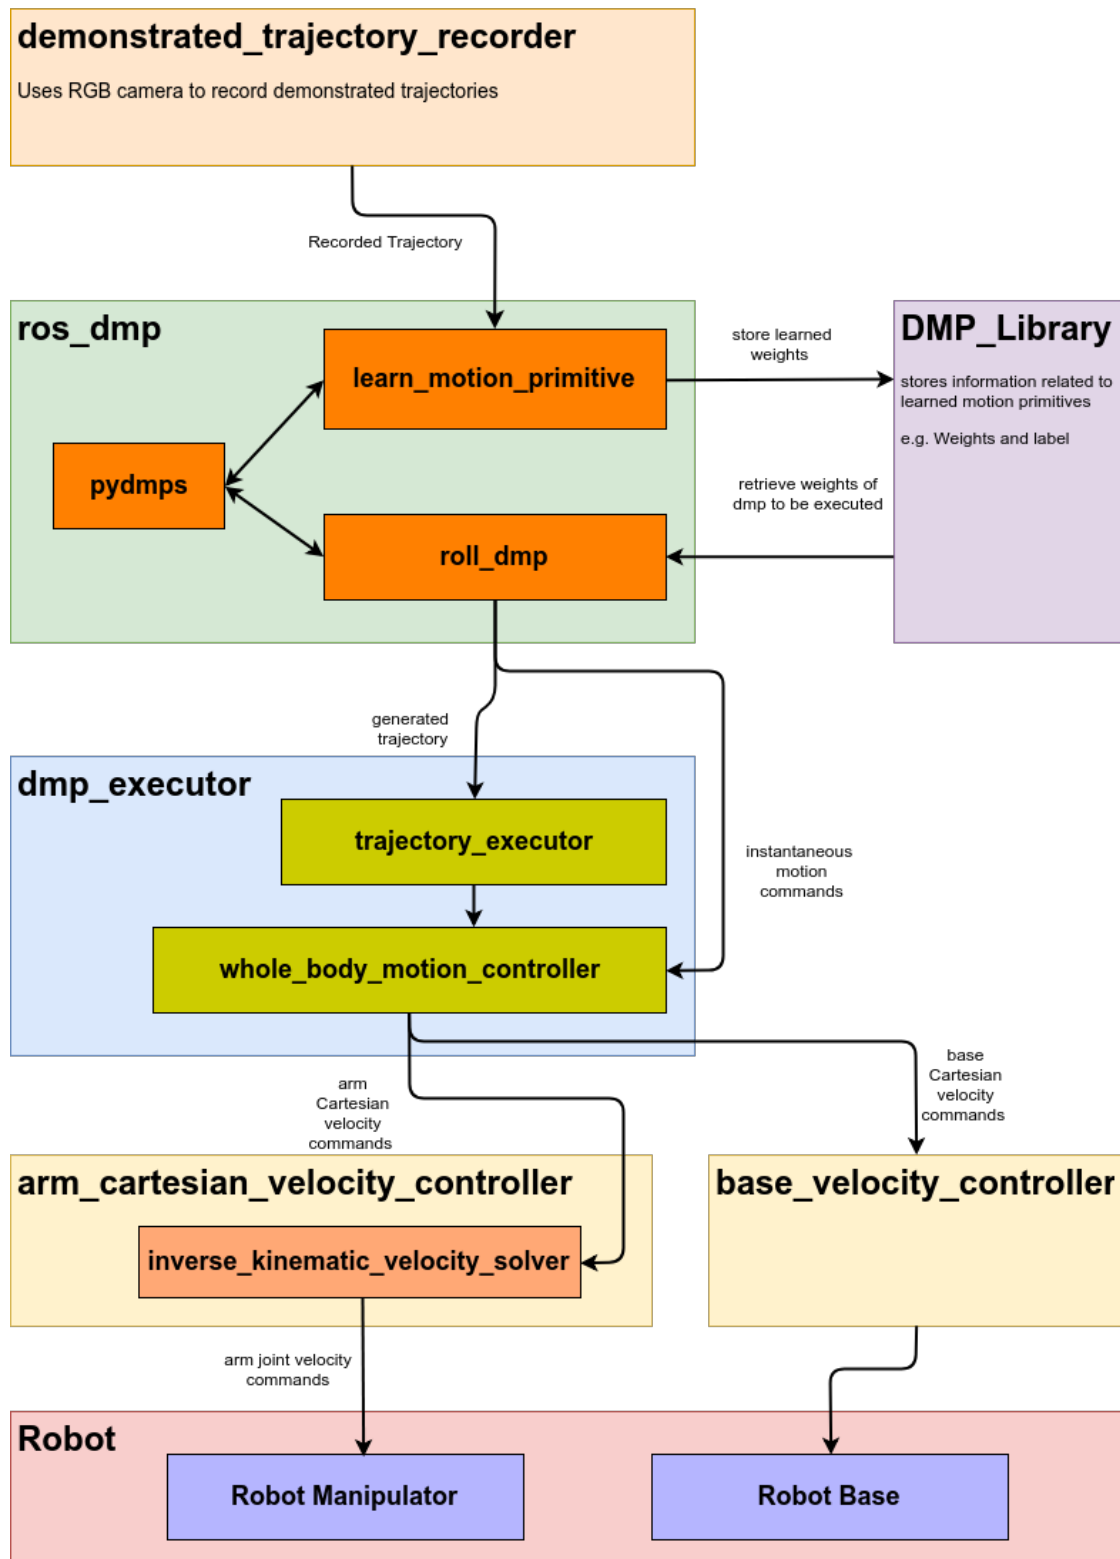 demonstrated_trajectory_recorder
Uses RGB camera to record demonstrated trajectories
Recorded Trajectory
ros_dmp
learn_motion_primitive
pydmps
roll_dmp
store learned
weights
retrieve weights of
dmp to be executed
DMP_Library
stores information related to
learned motion primitives
e.g. Weights and label
generated
trajectory
instantaneous
motion
commands
dmp_executor
trajectory_executor
whole_body_motion_controller
arm
Cartesian
velocity
commands
base
Cartesian
velocity
commands
arm_cartesian_velocity_controller
inverse_kinematic_velocity_solver
base_velocity_controller
arm joint velocity
commands
Robot
Robot Manipulator
Robot Base